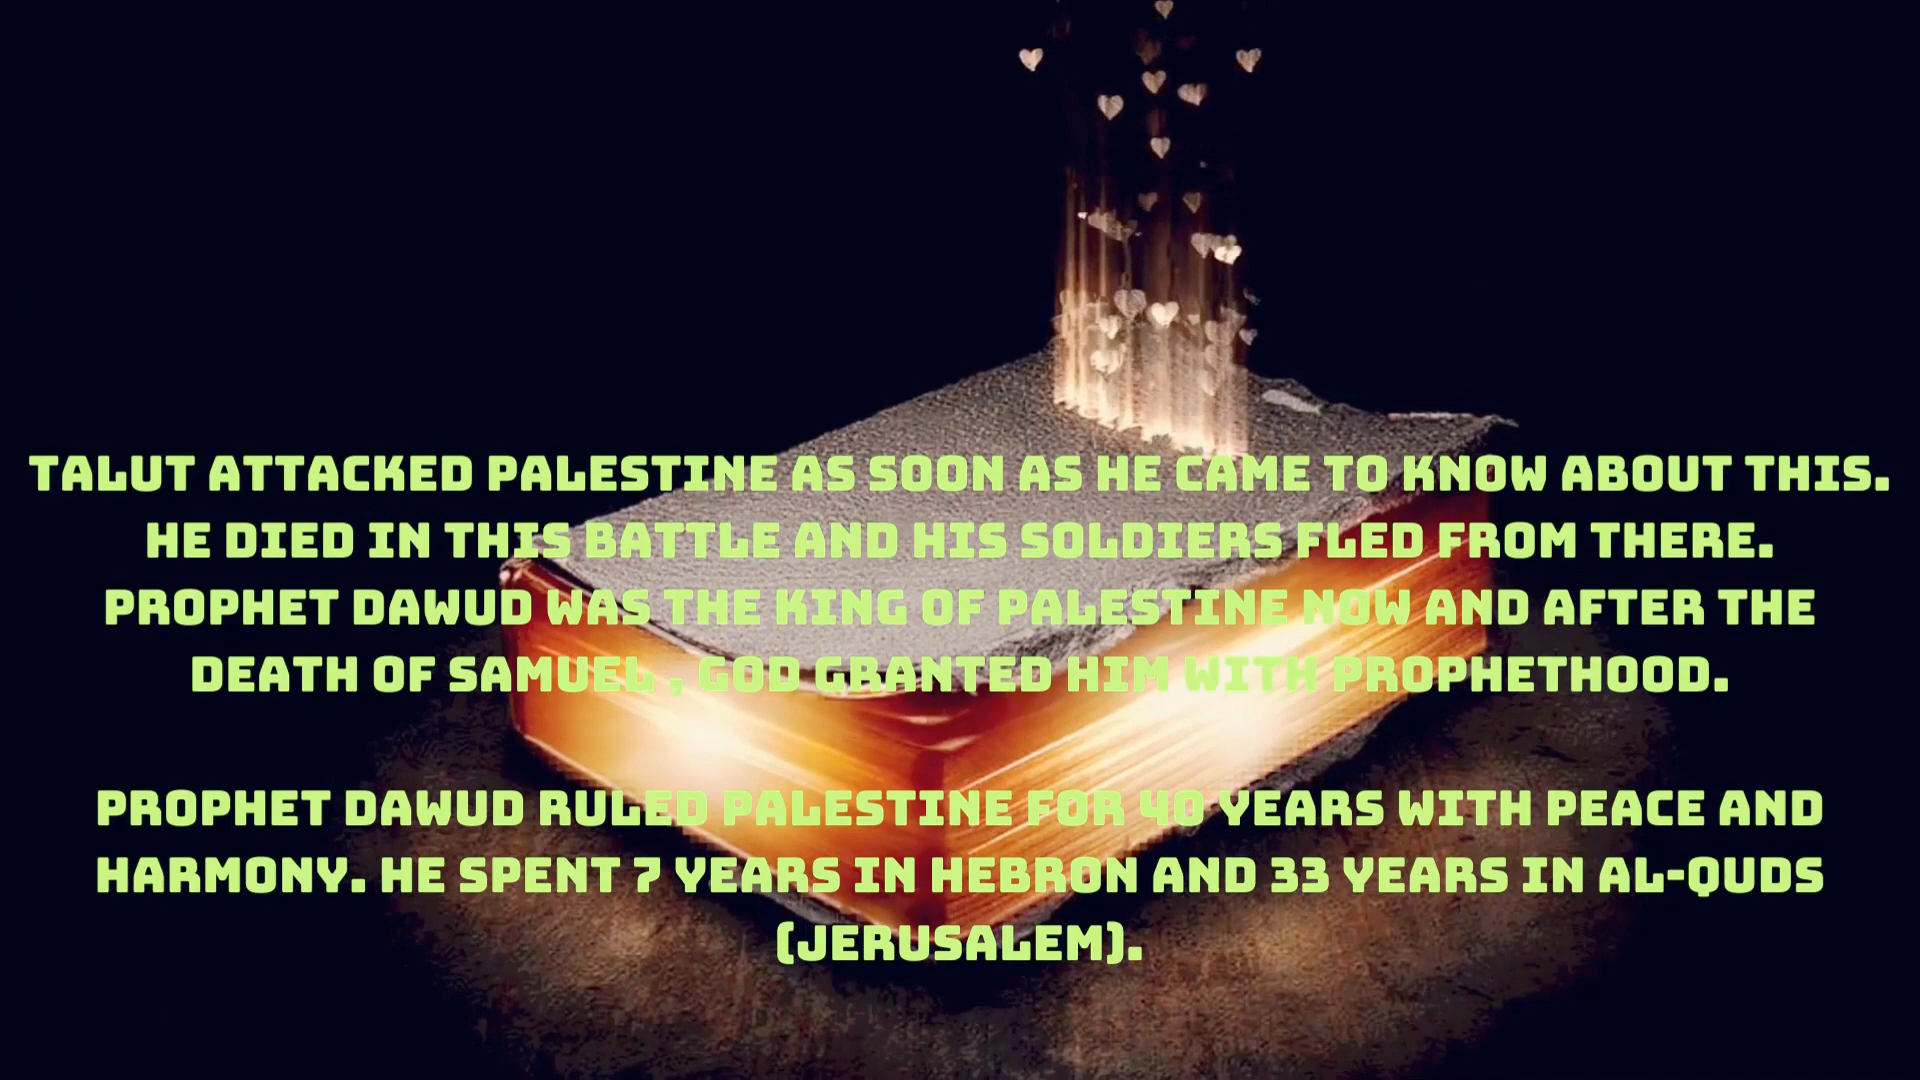 TALUT ATTACKED PALESTINE AS SOON AS HE CAME TO KNOW ABOUT THIS.
HE DIED IN THIS BATTLE AND HIS SOLDIERS FLED FROM THERE.
PROPHET DAWUD WAS THE KING OF PALESTINE NOW AND AFTER THE
DEATH OF SAMUEL , GOD GRANTED HIM WITH PROPHETHOOD.
PROPHET DAWUD RULED PALESTINE FOR 40 YEARS WITH PEACE AND
HARMONY. HE SPENT 7 YEARS IN HEBRON AND 33 YEARS IN AL-QUDS
(JERUSALEM).